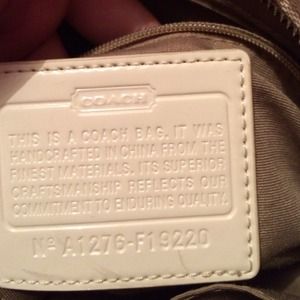 COACH
THIS IS A COACH BAG. IT WAS
HANDCRAFTED IN CHINA FROM THE
FINEST MATERIALS. ITS SUPERIOR
CRAFTSMANSHIP REFLECTS OUR
COMMITMENT TO ENDURING QUALITY.
Nº A1276-F19220